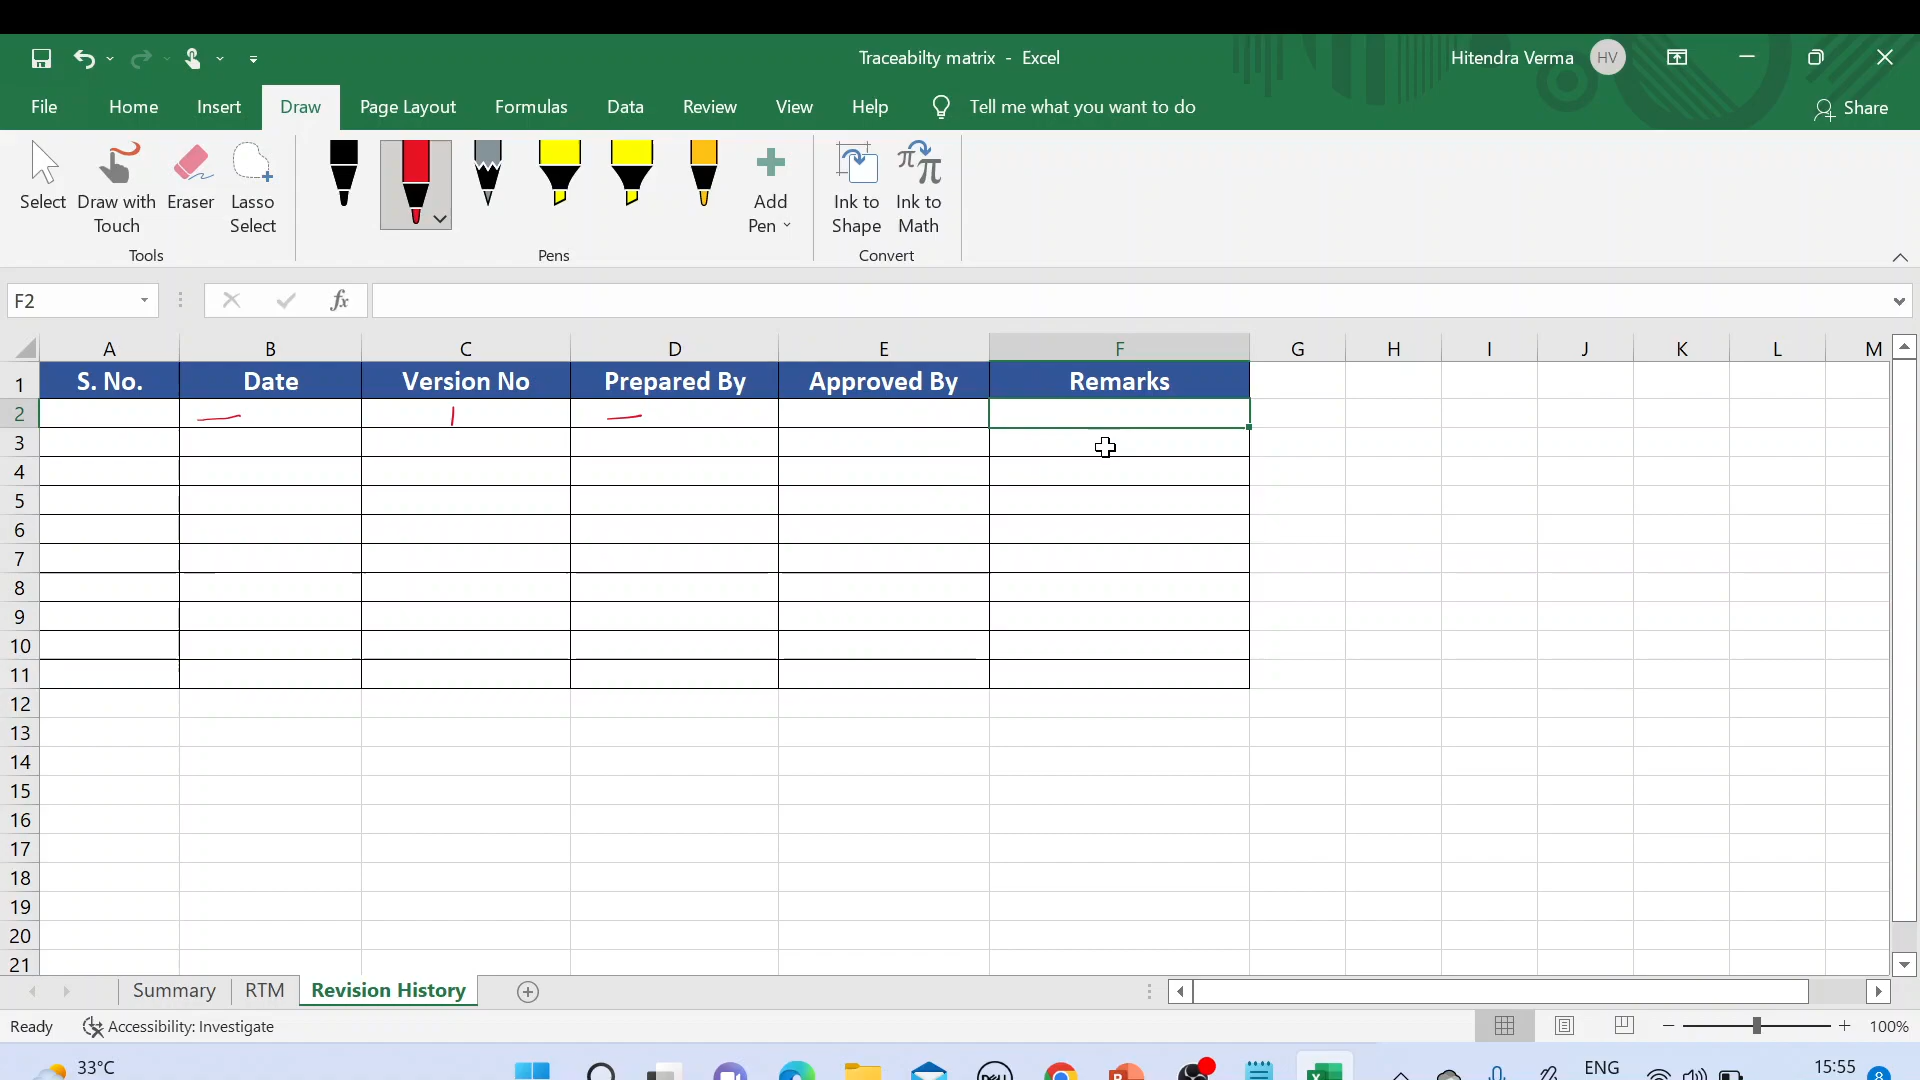 Traceabilty matrix - Excel
Hitendra Verma HV
File Home Insert Draw Page Layout Formulas Data Review View Help Tell me what you want to do Share
Select Draw with Touch Eraser Lasso Select Add Pen Ink to Shape Ink to Math
Tools Pens Convert
F2 fx
A B C D E F G H I J K L M
1 S. No. Date Version No Prepared By Approved By Remarks
2 1
3
4
5
6
7
8
9
10
11
12
13
14
15
16
17
18
19
20
21
Summary RTM Revision History
Ready Accessibility: Investigate 100%
33°C DELL ENG 15:55 8